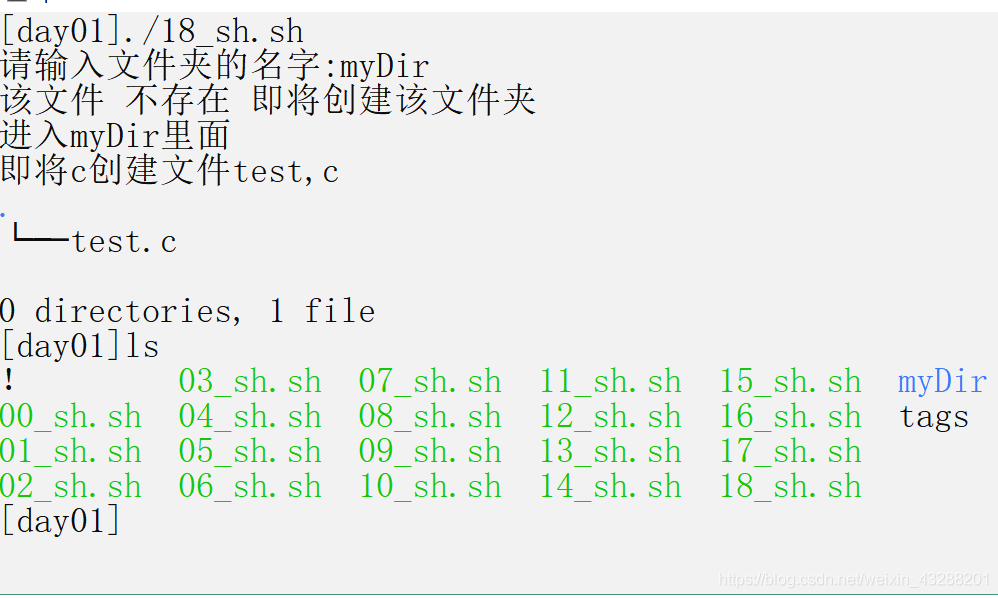 [day01]./18_sh.sh
请输入文件夹的名字:myDir
该文件 不存在 即将创建该文件夹
进入myDir里面
即将c创建文件test,c
.
└──test.c
0 directories, 1 file
[day01]ls
! 03_sh.sh 07_sh.sh 11_sh.sh 15_sh.sh myDir
00_sh.sh 04_sh.sh 08_sh.sh 12_sh.sh 16_sh.sh tags
01_sh.sh 05_sh.sh 09_sh.sh 13_sh.sh 17_sh.sh
02_sh.sh 06_sh.sh 10_sh.sh 14_sh.sh 18_sh.sh
[day01]
https://blog.csdn.net/weixin_43288201